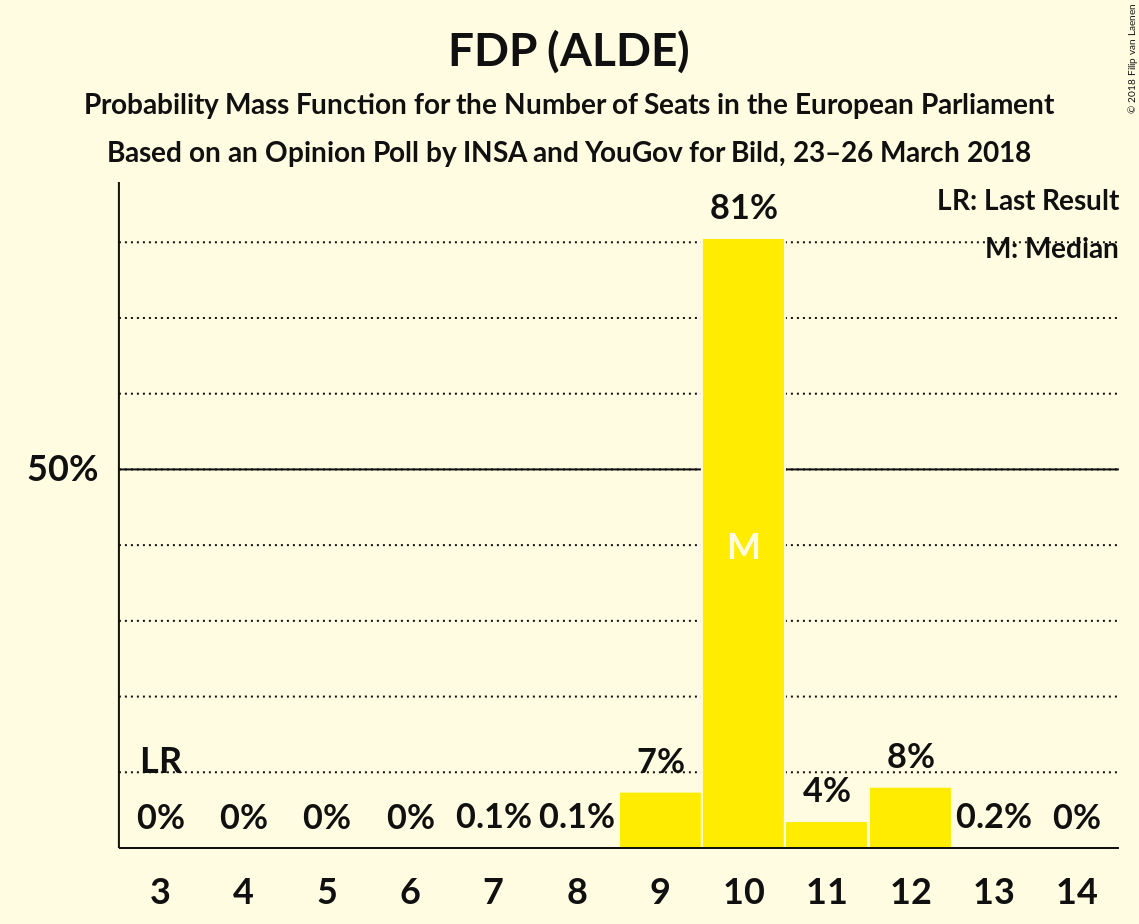 FDP (ALDE)
Probability Mass Function for the Number of Seats in the European Parliament
Based on an Opinion Poll by INSA and YouGov for Bild, 23–26 March 2018
© 2018 Filip van Laenen
LR: Last Result
M: Median
50%
81%
M
LR
0% 0% 0% 0% 0.1% 0.1% 7% 4% 8% 0.2% 0%
3 4 5 6 7 8 9 10 11 12 13 14